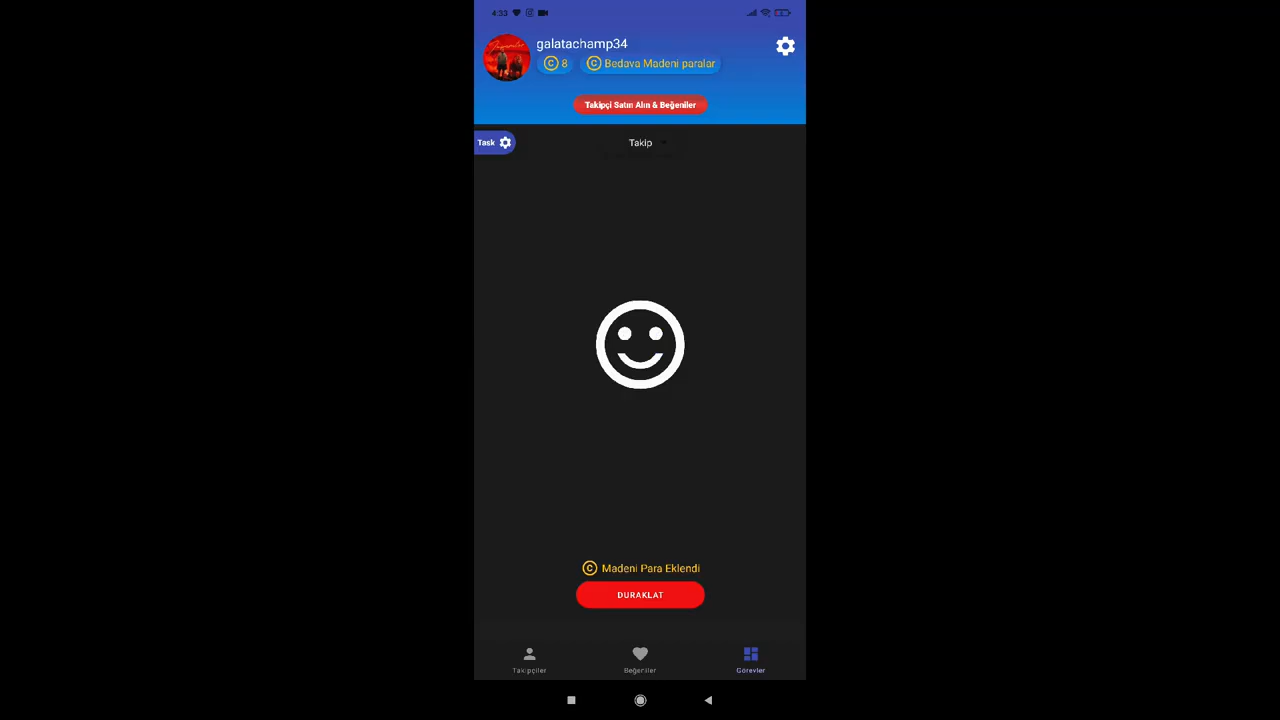 4:33
galatachamp34
8
Bedava Madeni paralar
Takipçi Satın Alın & Beğeniler
Task
Takip
Madeni Para Eklendi
DURAKLAT
Takipçiler
Beğeniler
Görevler